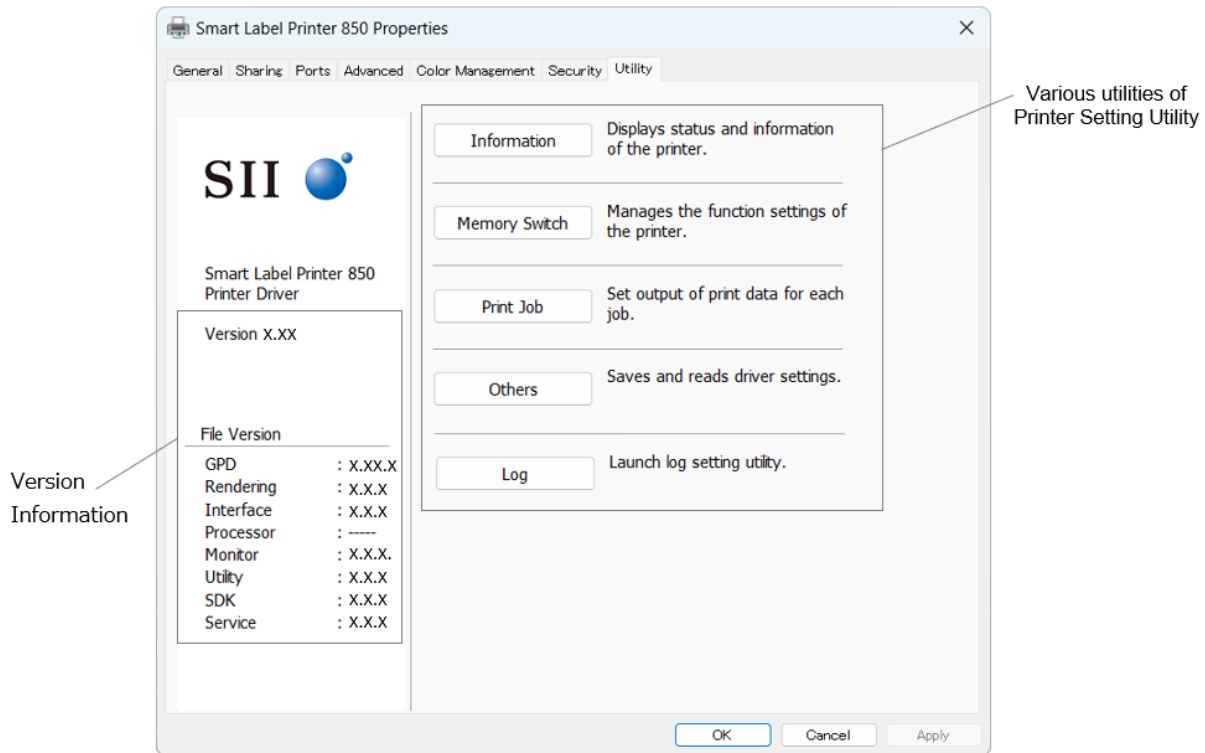 Smart Label Printer 850 Properties
General Sharing Ports Advanced Color Management Security Utility
SII
Smart Label Printer 850
Printer Driver
Version X.XX
File Version
GPD : X.XX.X
Rendering : X.X.X
Interface : X.X.X
Processor : -----
Monitor : X.X.X.
Utility : X.X.X
SDK : X.X.X
Service : X.X.X
Version
Information
Information
Displays status and information
of the printer.
Memory Switch
Manages the function settings of
the printer.
Print Job
Set output of print data for each
job.
Others
Saves and reads driver settings.
Log
Launch log setting utility.
Various utilities of
Printer Setting Utility
OK Cancel Apply